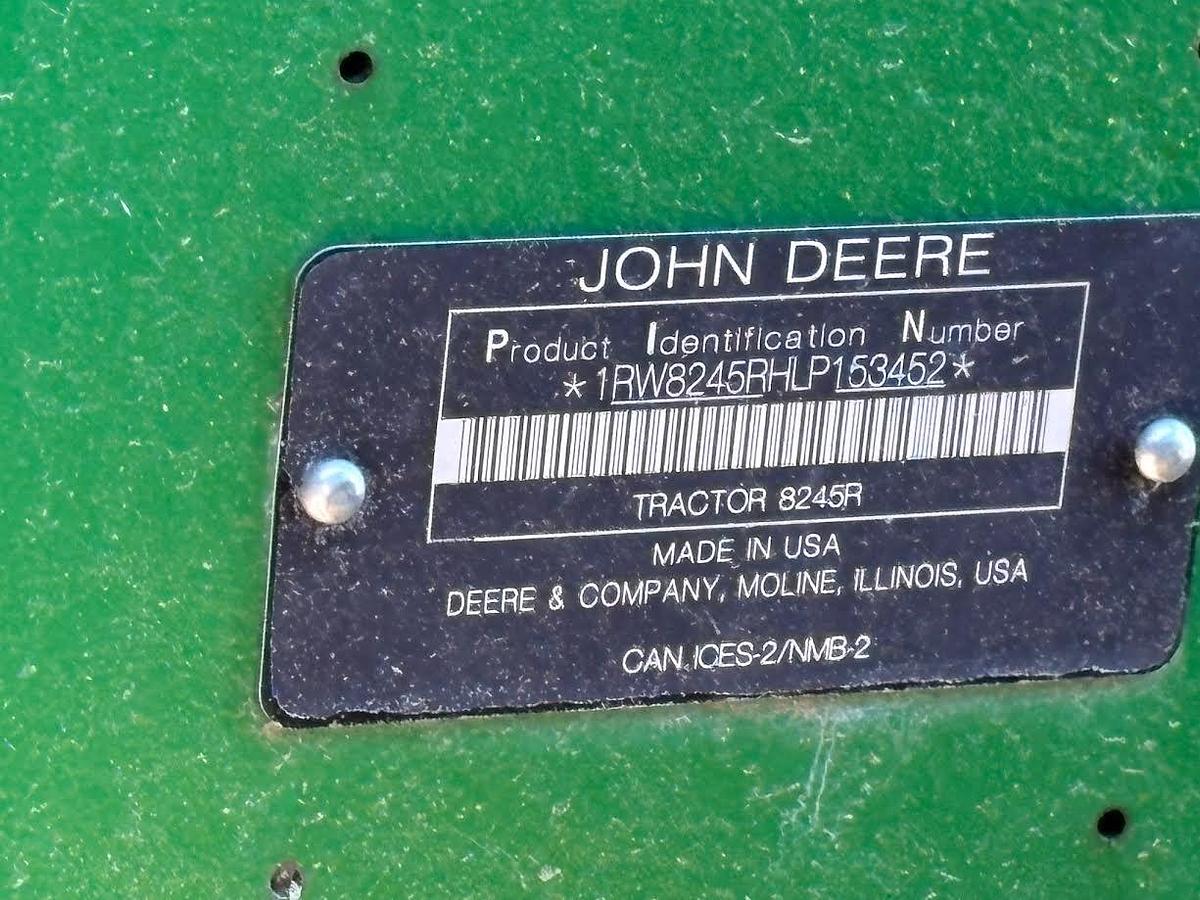 JOHN DEERE
Product Identification Number
*1RW8245RHLP153452*
TRACTOR 8245R
MADE IN USA
DEERE & COMPANY, MOLINE, ILLINOIS, USA
CAN ICES-2/NMB-2